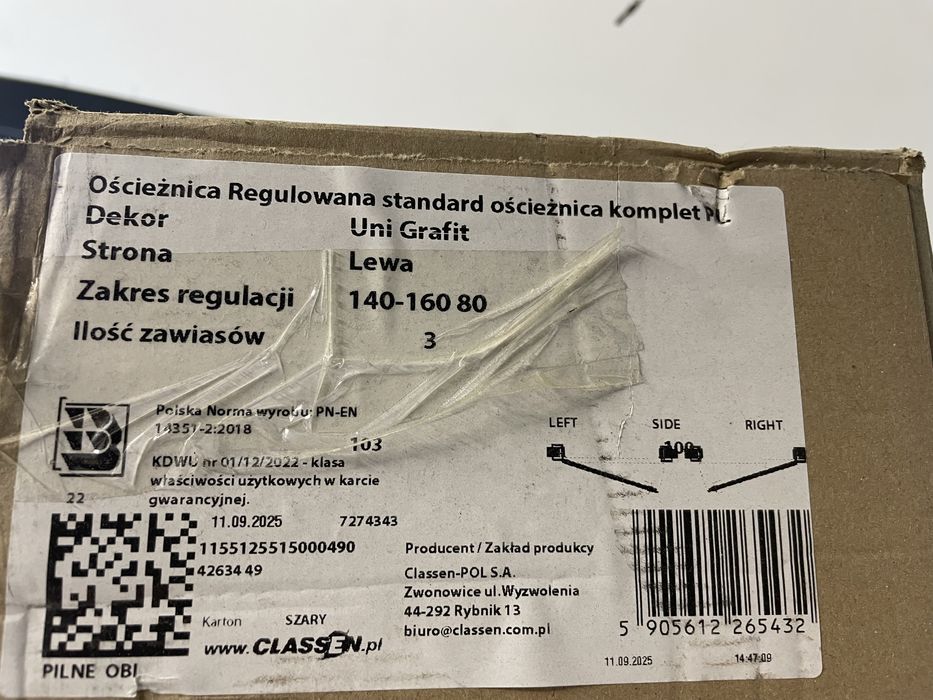 Ościeżnica Regulowana standard ościeżnica komplet PL
Dekor Uni Grafit
Strona Lewa
Zakres regulacji 140-160 80
Ilość zawiasów 3
Polska Norma wyrobu: PN-EN
14351-2:2018
103
KDWU nr 01/12/2022 - klasa
właściwości użytkowych w karcie
gwarancyjnej.
22
LEFT SIDE RIGHT
100
11.09.2025 7274343
1155125515000490
4263449
Producent / Zakład produkcy
Classen-POL S.A.
Zwonowice ul.Wyzwolenia
44-292 Rybnik 13
biuro@classen.com.pl
5 905612 265432
Karton SZARY
www.CLASSEN.pl
PILNE OBI
11.09.2025 14:47:09